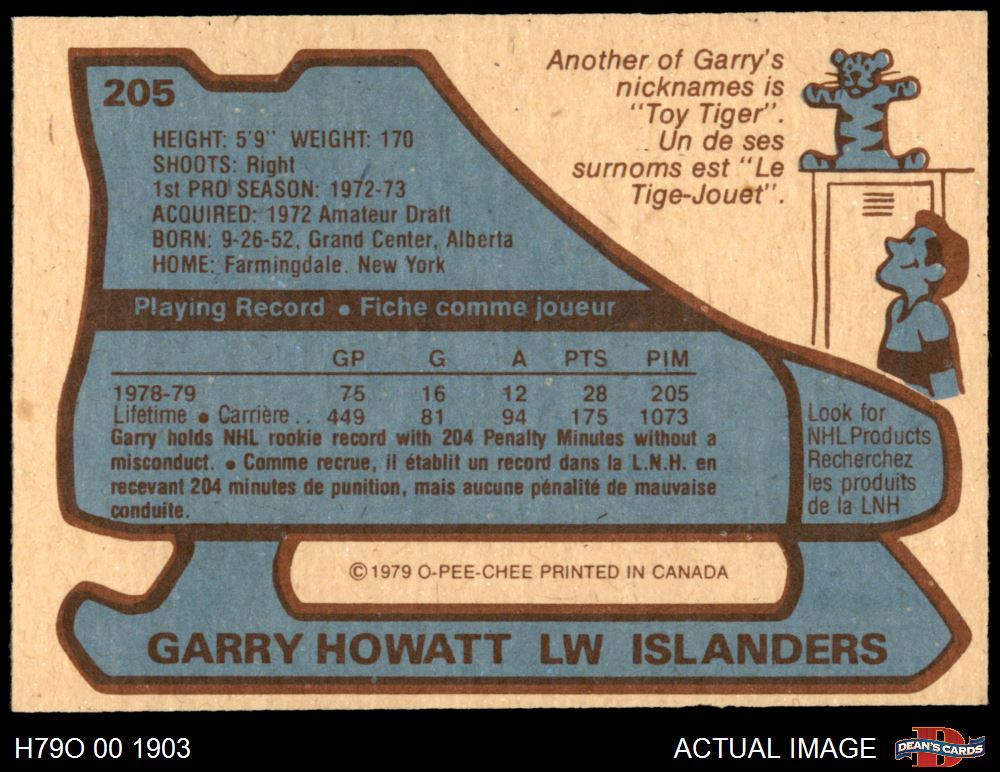 205
HEIGHT: 5'9" WEIGHT: 170
SHOOTS: Right
1st PRO SEASON: 1972-73
ACQUIRED: 1972 Amateur Draft
BORN: 9-26-52, Grand Center, Alberta
HOME: Farmingdale, New York
Another of Garry's
nicknames is
"Toy Tiger".
Un de ses
surnoms est "Le
Tige-Jouet".
Playing Record • Fiche comme joueur
GP G A PTS PIM
1978-79 75 16 12 28 205
Lifetime • Carrière .. 449 81 94 175 1073
Garry holds NHL rookie record with 204 Penalty Minutes without a
misconduct. • Comme recrue, il établit un record dans la L.N.H. en
recevant 204 minutes de punition, mais aucune pénalité de mauvaise
conduite.
Look for
NHL Products
Recherchez
les produits
de la LNH
© 1979 O-PEE-CHEE PRINTED IN CANADA
GARRY HOWATT LW ISLANDERS
H79O 00 1903
ACTUAL IMAGE
D
DEAN'S CARDS